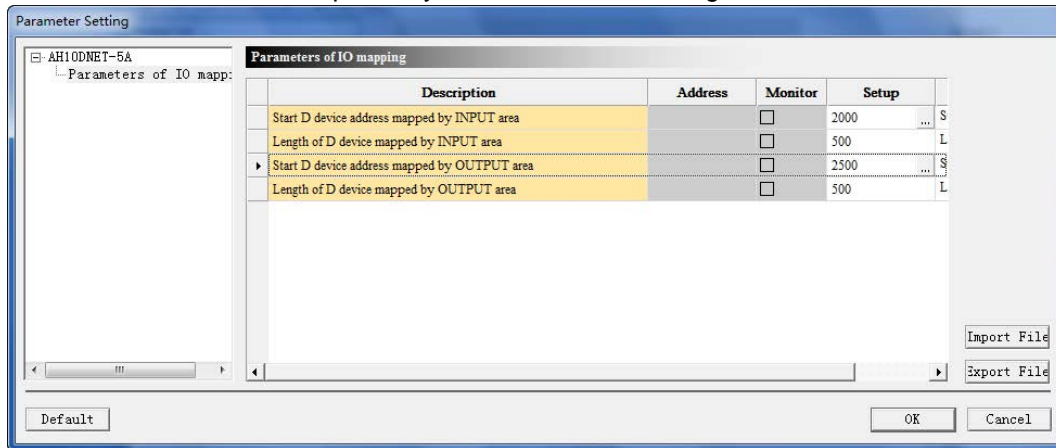 Parameter Setting
AH10DNET-5A
Parameters of IO mapp:
Parameters of IO mapping
Description Address Monitor Setup
Start D device address mapped by INPUT area 2000 ... S
Length of D device mapped by INPUT area 500 L
Start D device address mapped by OUTPUT area 2500 ... S
Length of D device mapped by OUTPUT area 500 L
Import File
Export File
Default OK Cancel